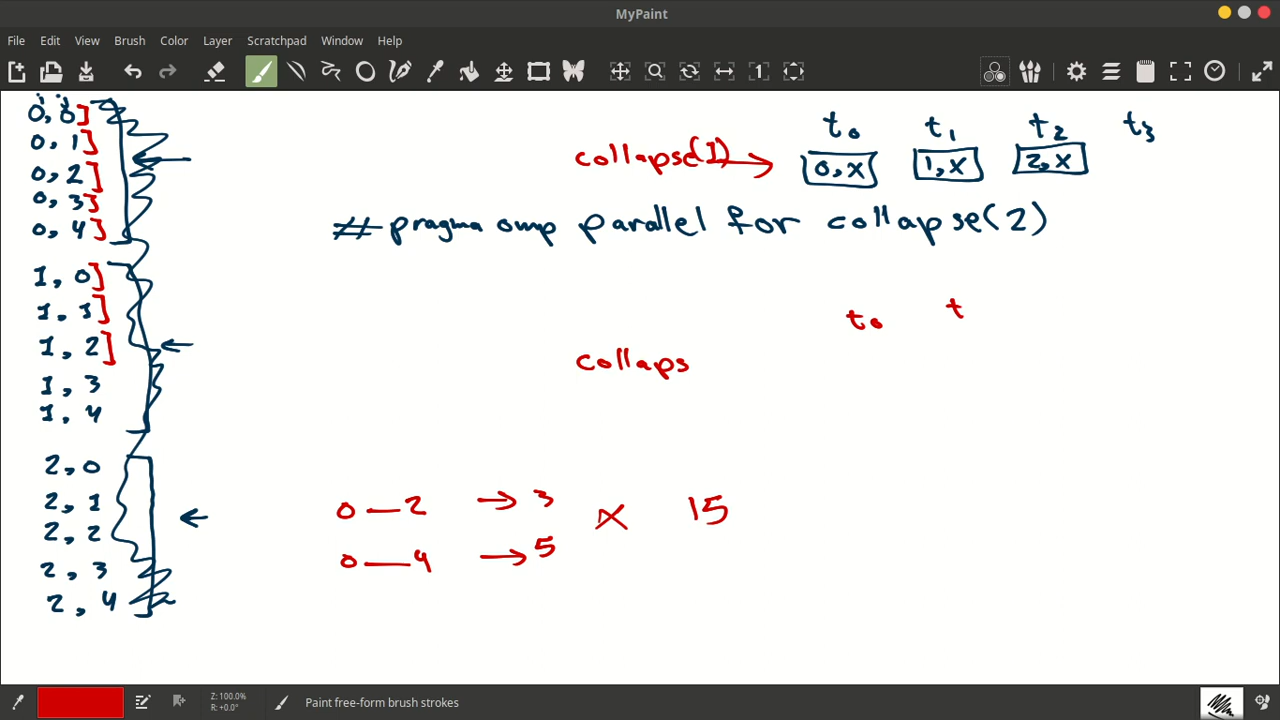 MyPaint
File Edit View Brush Color Layer Scratchpad Window Help
i, j
0, 0]
0, 1]
0, 2]
0, 3]
0, 4]
1, 0]
1, 1]
1, 2]
1, 3
1, 4
2, 0
2, 1
2, 2
2, 3
2, 4
t0 t1 t2 t3
collapse(1)→ 0,x 1,x 2,x
# pragma omp parallel for collapse(2)
t0 t
collaps
0—2 → 3
x 15
0—4 → 5
Z: 100.0%
R: +0.0°
Paint free-form brush strokes